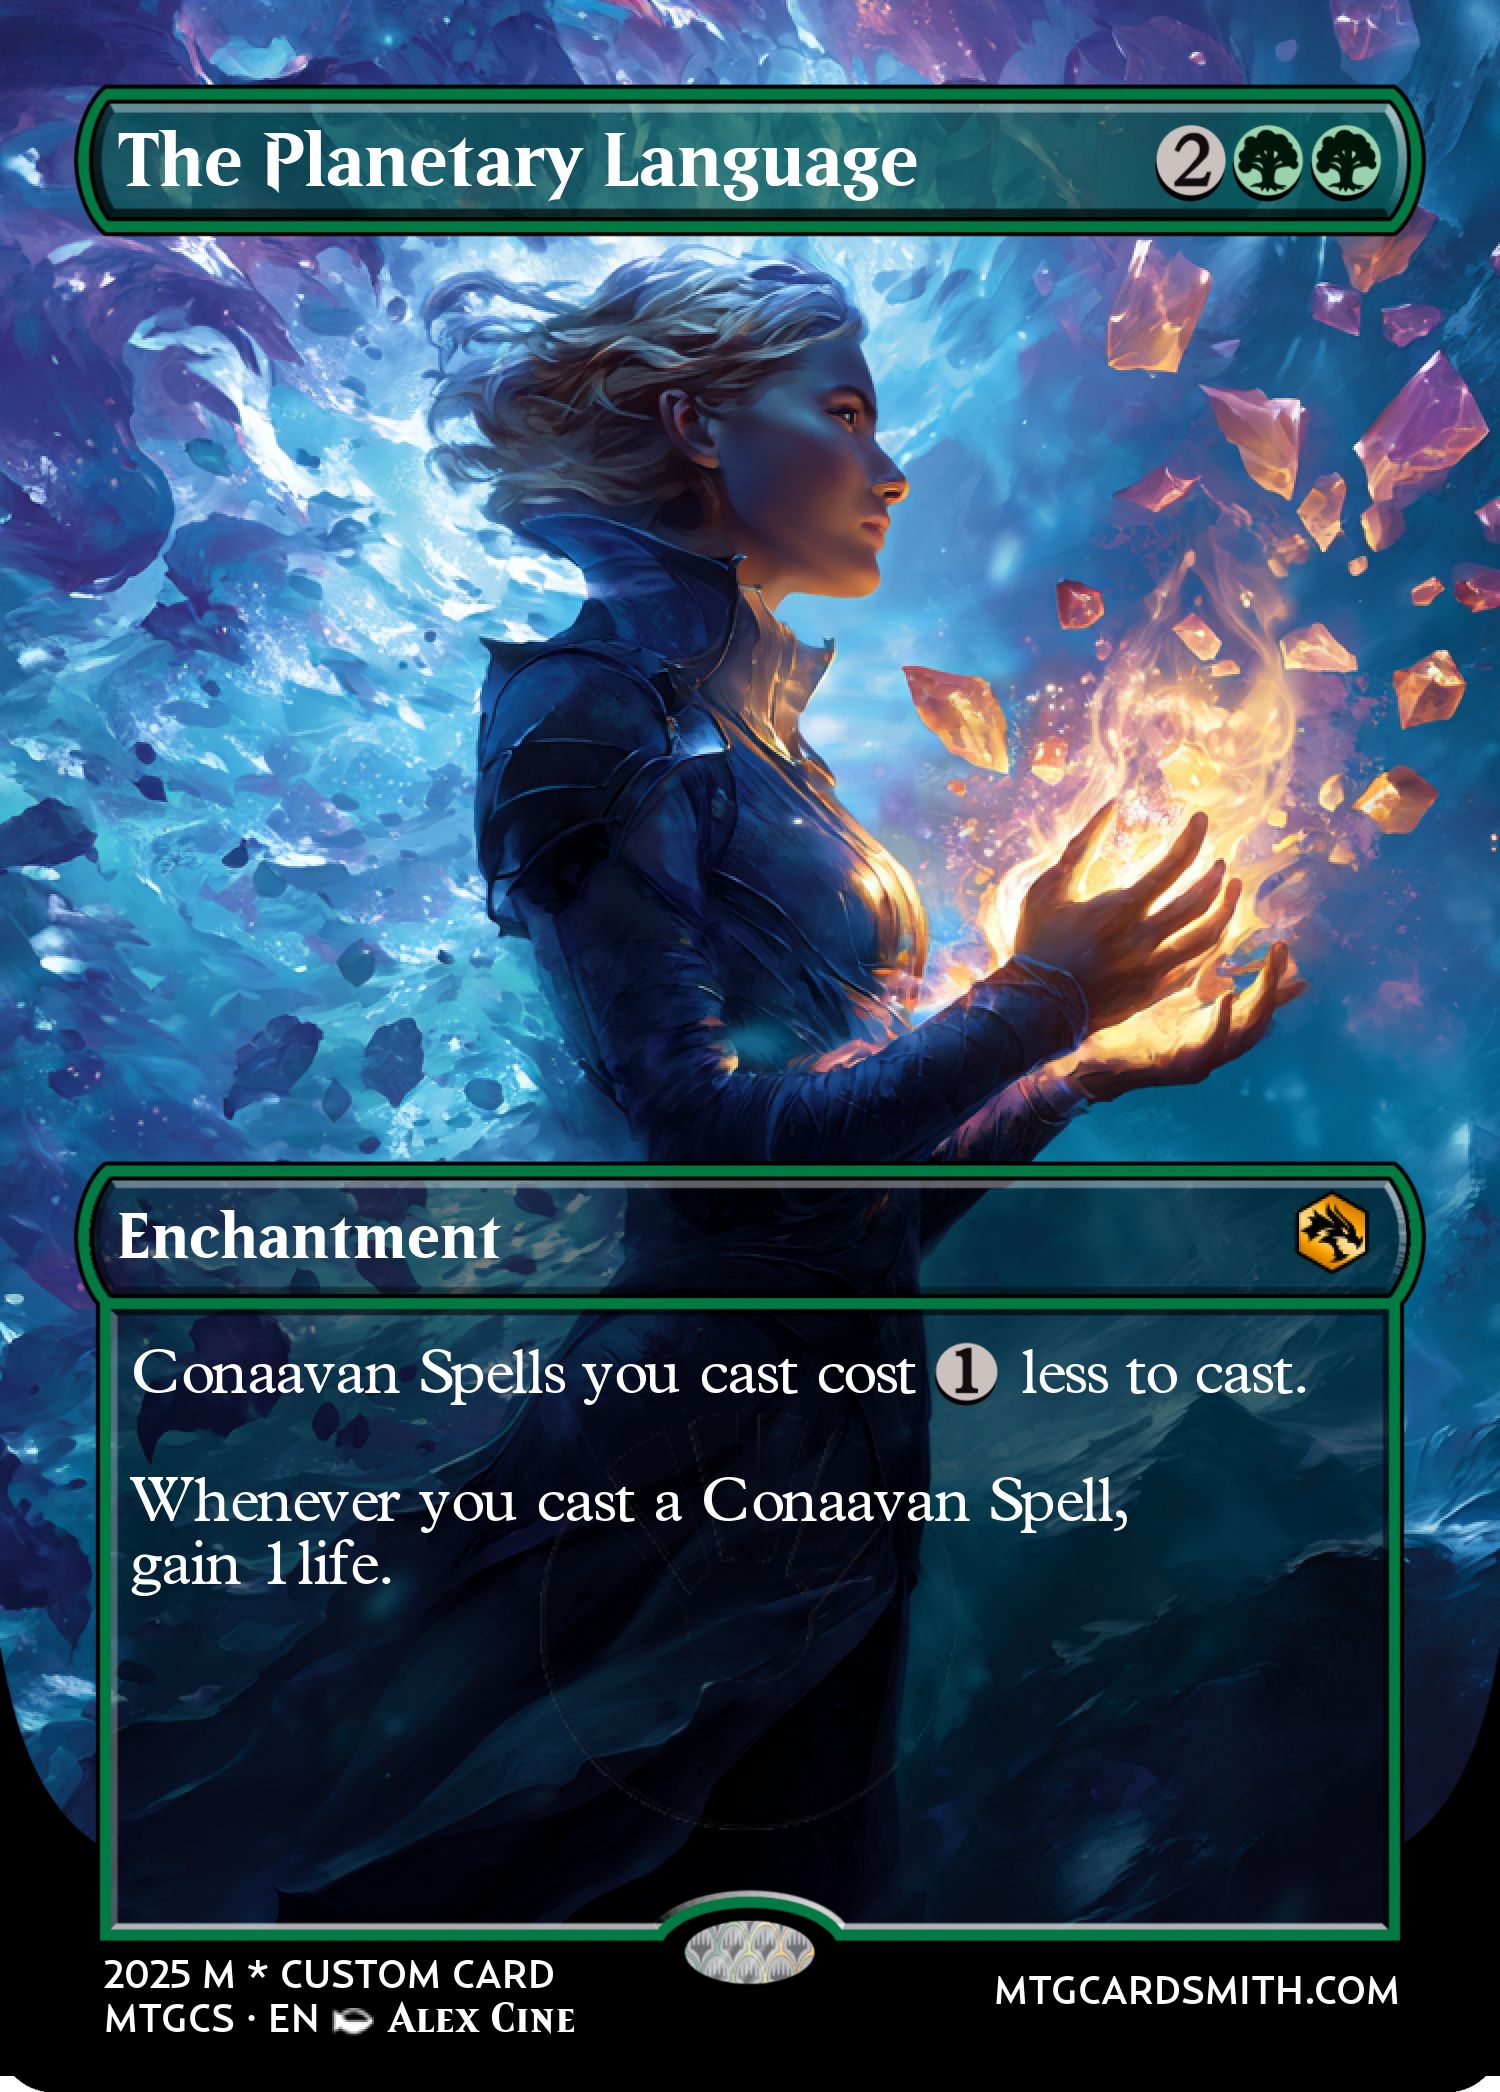 The Planetary Language 2
Enchantment
Conaavan Spells you cast cost 1 less to cast.
Whenever you cast a Conaavan Spell,
gain 1 life.
2025 M * CUSTOM CARD
MTGCS · EN ALEX CINE
MTGCARDSMITH.COM